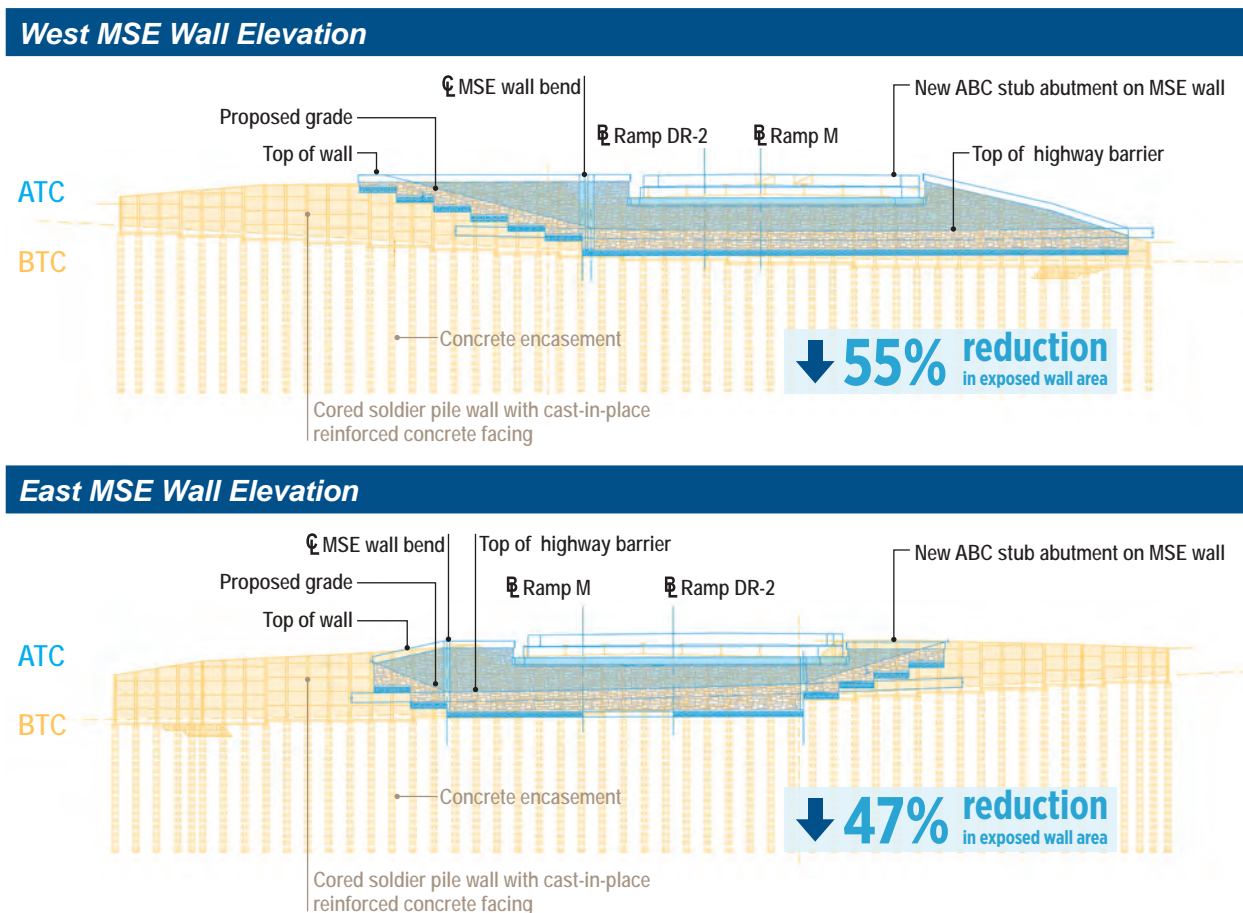 West MSE Wall Elevation
℄ MSE wall bend
New ABC stub abutment on MSE wall
Proposed grade
BL Ramp DR-2
BL Ramp M
Top of wall
Top of highway barrier
ATC
BTC
Concrete encasement
55% reduction
in exposed wall area
Cored soldier pile wall with cast-in-place
reinforced concrete facing
East MSE Wall Elevation
℄ MSE wall bend
Top of highway barrier
New ABC stub abutment on MSE wall
Proposed grade
BL Ramp M
BL Ramp DR-2
Top of wall
ATC
BTC
Concrete encasement
47% reduction
in exposed wall area
Cored soldier pile wall with cast-in-place
reinforced concrete facing